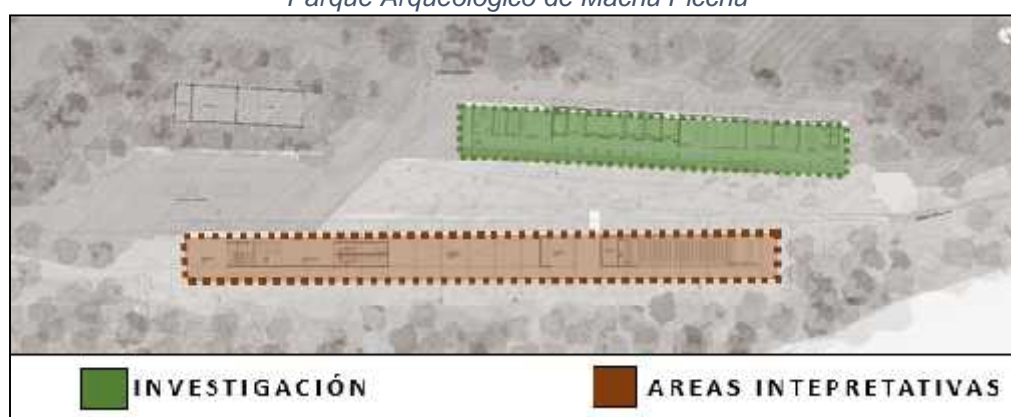 Parque Arqueológico de Machu Picchu
INVESTIGACIÓN
AREAS INTEPRETATIVAS